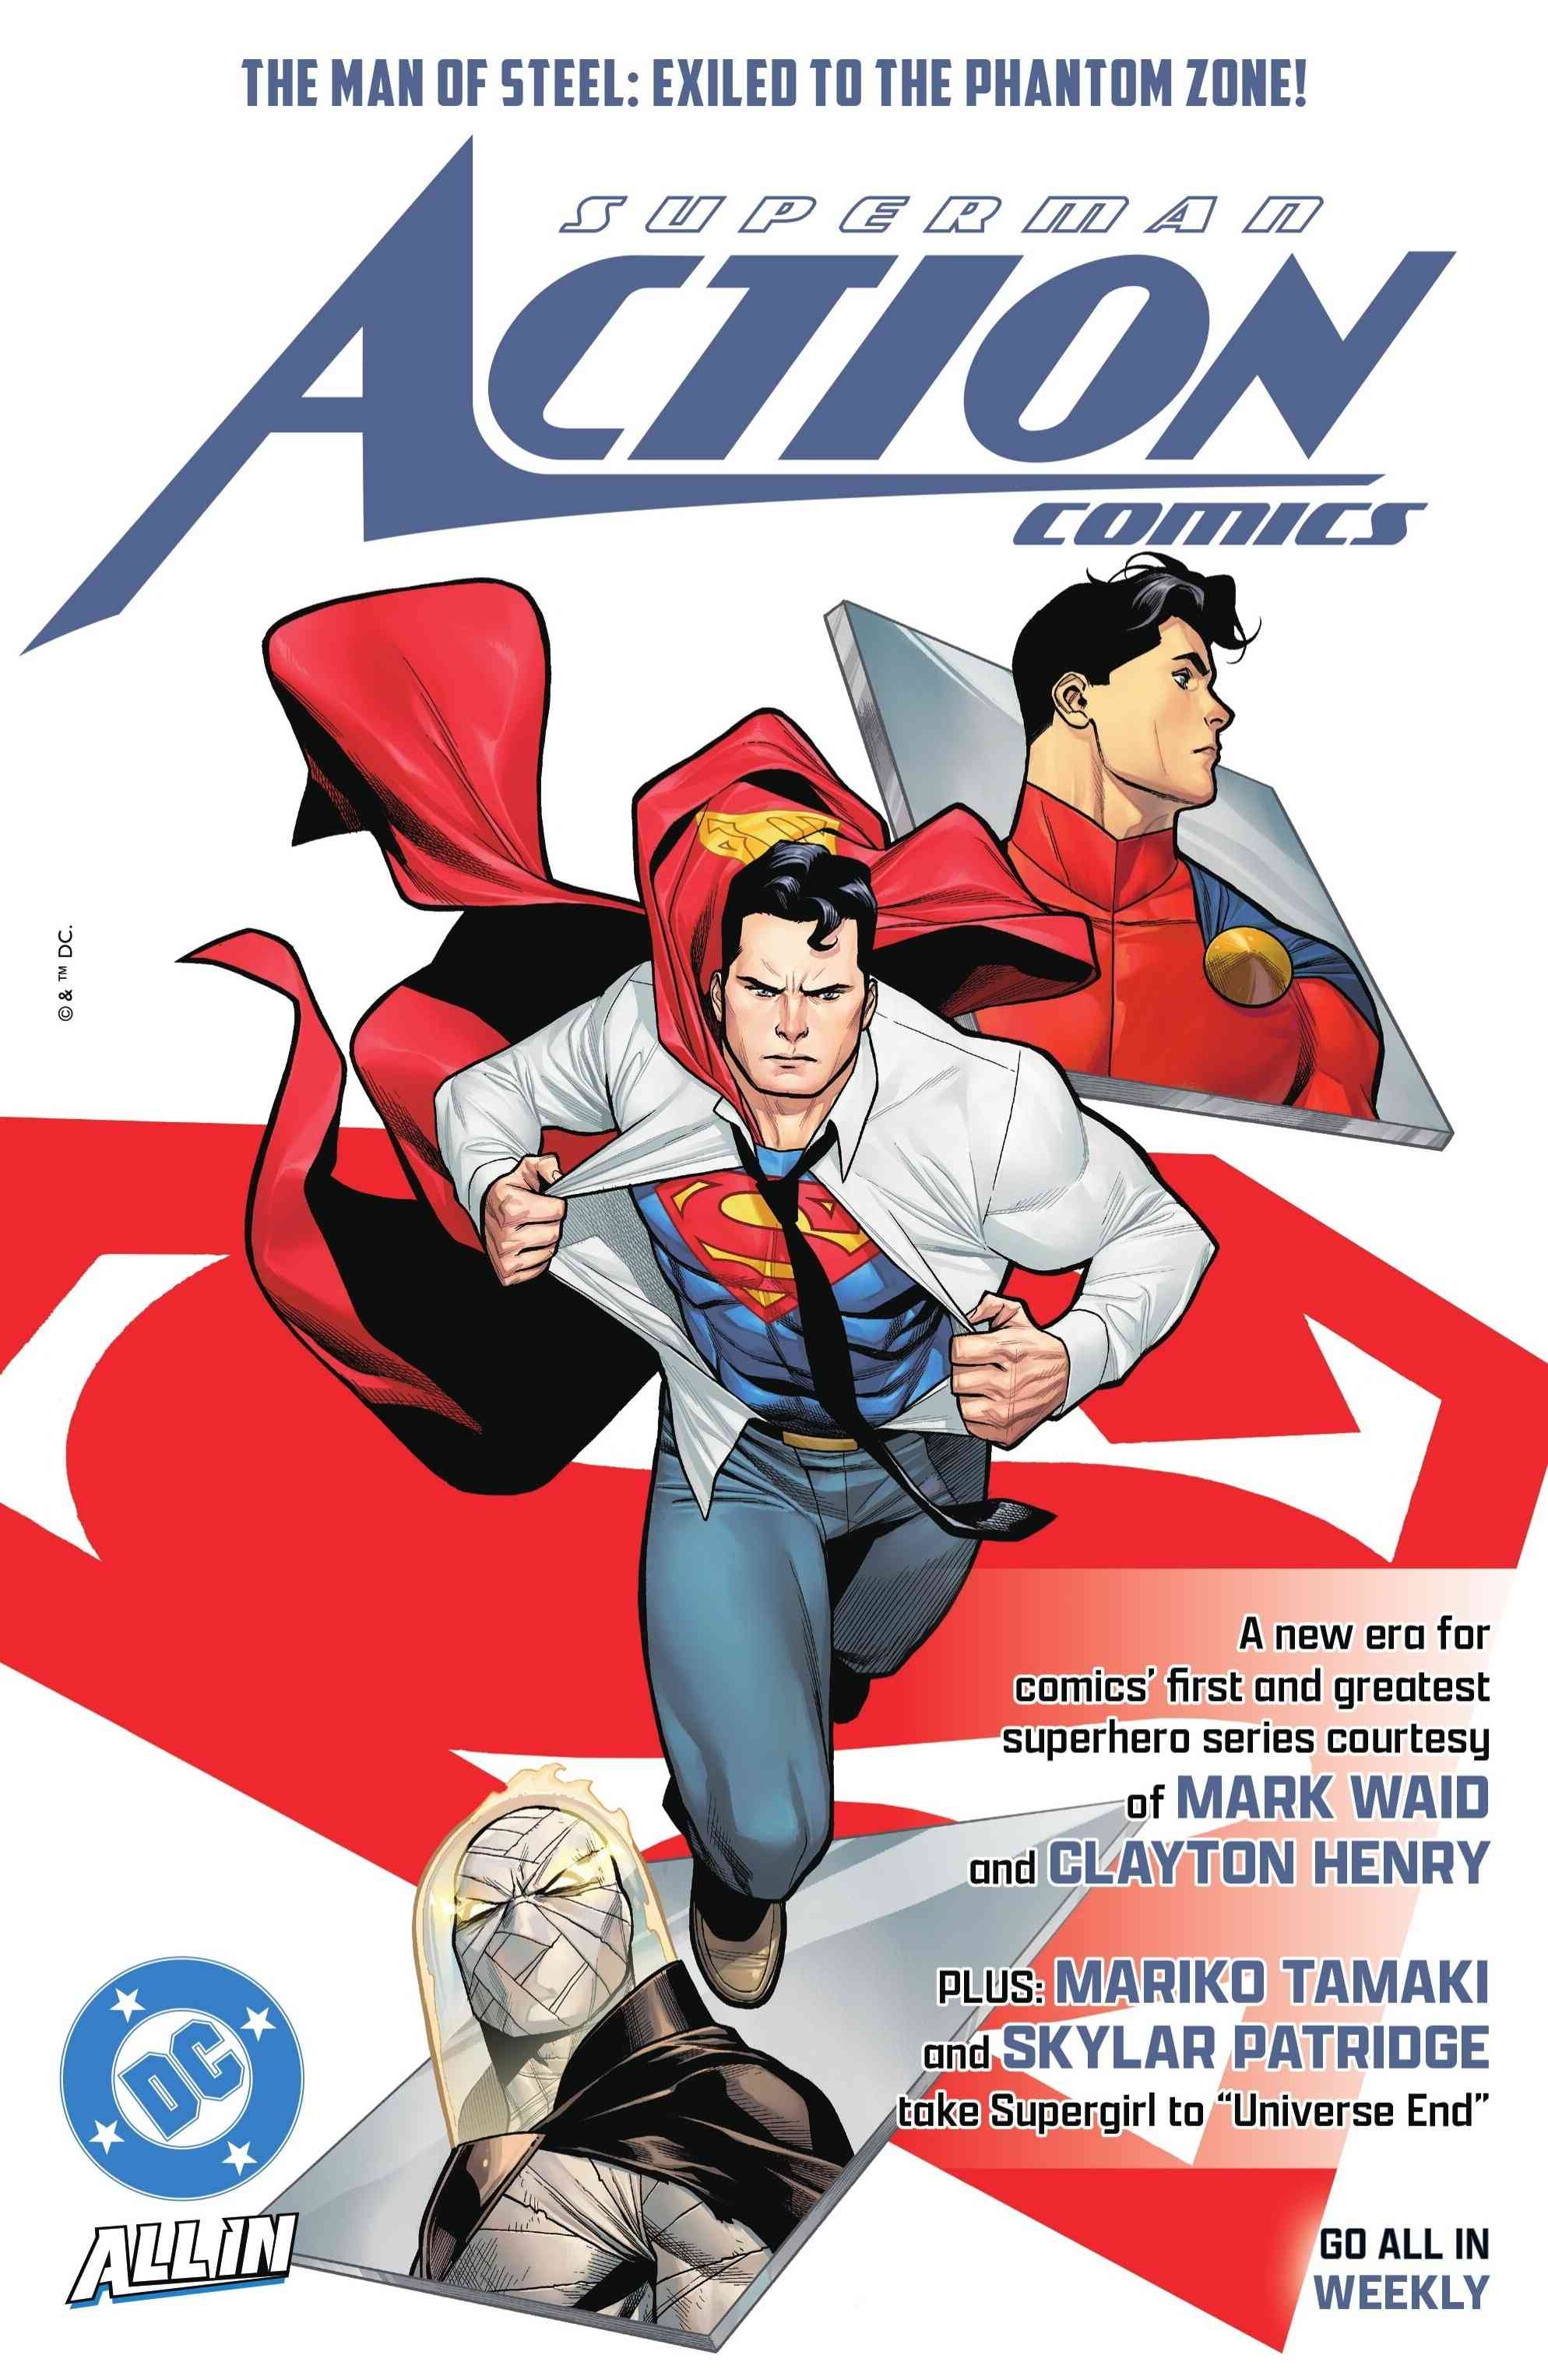 THE MAN OF STEEL: EXILED TO THE PHANTOM ZONE!
SUPERMAN
ACTION
COMICS
© & ™ DC.
A new era for
comics’ first and greatest
superhero series courtesy
of MARK WAID
and CLAYTON HENRY
PLUS: MARIKO TAMAKI
and SKYLAR PATRIDGE
take Supergirl to “Universe End”
DC
ALL IN
GO ALL IN
WEEKLY